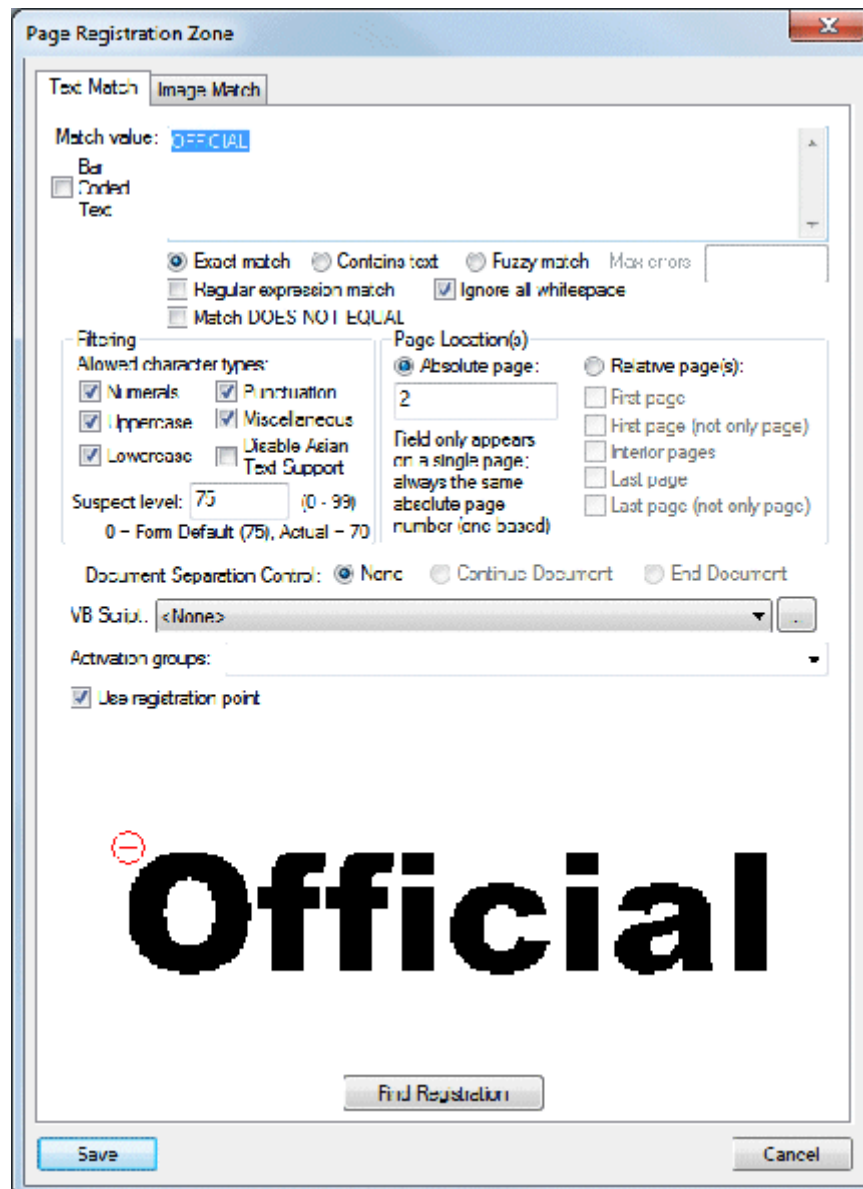 Page Registration Zone
Text Match Image Match
Match value: OFFICIAL
Bar
Coded
Text
Exact match Contains text Fuzzy match Max errors
Regular expression match Ignore all whitespace
Match DOES NOT EQUAL
Filtering
Allowed character types:
Numerals Punctuation
Uppercase Miscellaneous
Lowercase Disable Asian
Text Support
Suspect level: 75 (0 - 99)
0 = Form Default (75), Actual = 70
Page Location(s)
Absolute page: Relative page(s):
2
First page
First page (not only page)
Interior pages
Last page
Last page (not only page)
Field only appears
on a single page;
always the same
absolute page
number (one based)
Document Separation Control: None Continue Document End Document
VB Script: <None> ...
Activation groups:
Use registration point
Official
Find Registration
Save Cancel